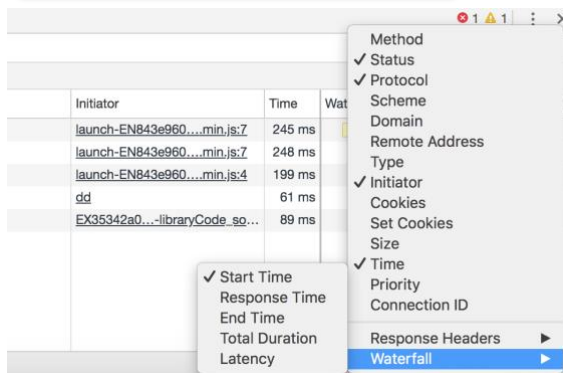 1 1
Method
Status
Protocol
Scheme
Domain
Remote Address
Type
Initiator
Cookies
Set Cookies
Size
Time
Priority
Connection ID
Response Headers
Waterfall
Initiator Time Wat
launch-EN843e960....min.js:7 245 ms
launch-EN843e960....min.js:7 248 ms
launch-EN843e960....min.js:4 199 ms
dd 61 ms
EX35342a0...-libraryCode_so... 89 ms
Start Time
Response Time
End Time
Total Duration
Latency